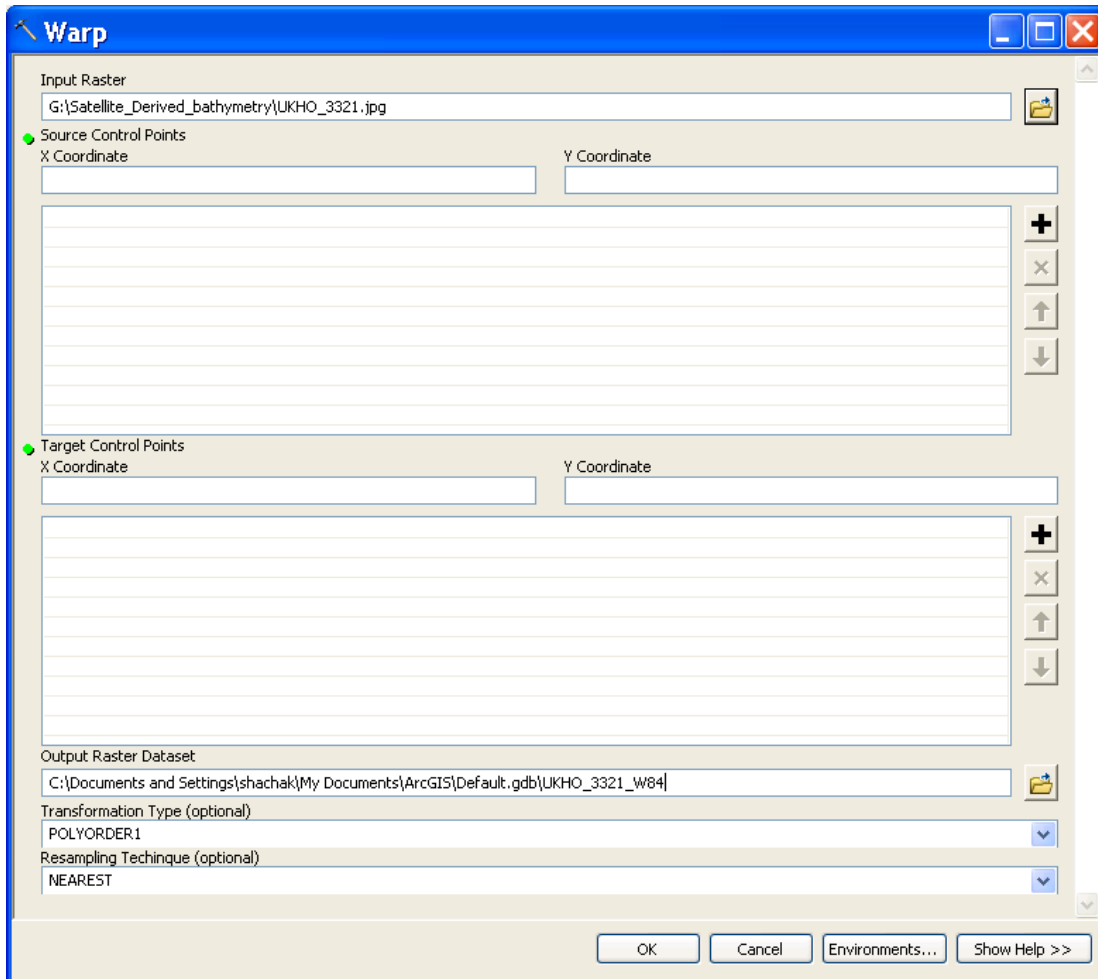 Warp
Input Raster
G:\Satellite_Derived_bathymetry\UKHO_3321.jpg
Source Control Points
X Coordinate Y Coordinate
Target Control Points
X Coordinate Y Coordinate
Output Raster Dataset
C:\Documents and Settings\shachak\My Documents\ArcGIS\Default.gdb\UKHO_3321_W84
Transformation Type (optional)
POLYORDER1
Resampling Techinque (optional)
NEAREST
OK Cancel Environments... Show Help >>